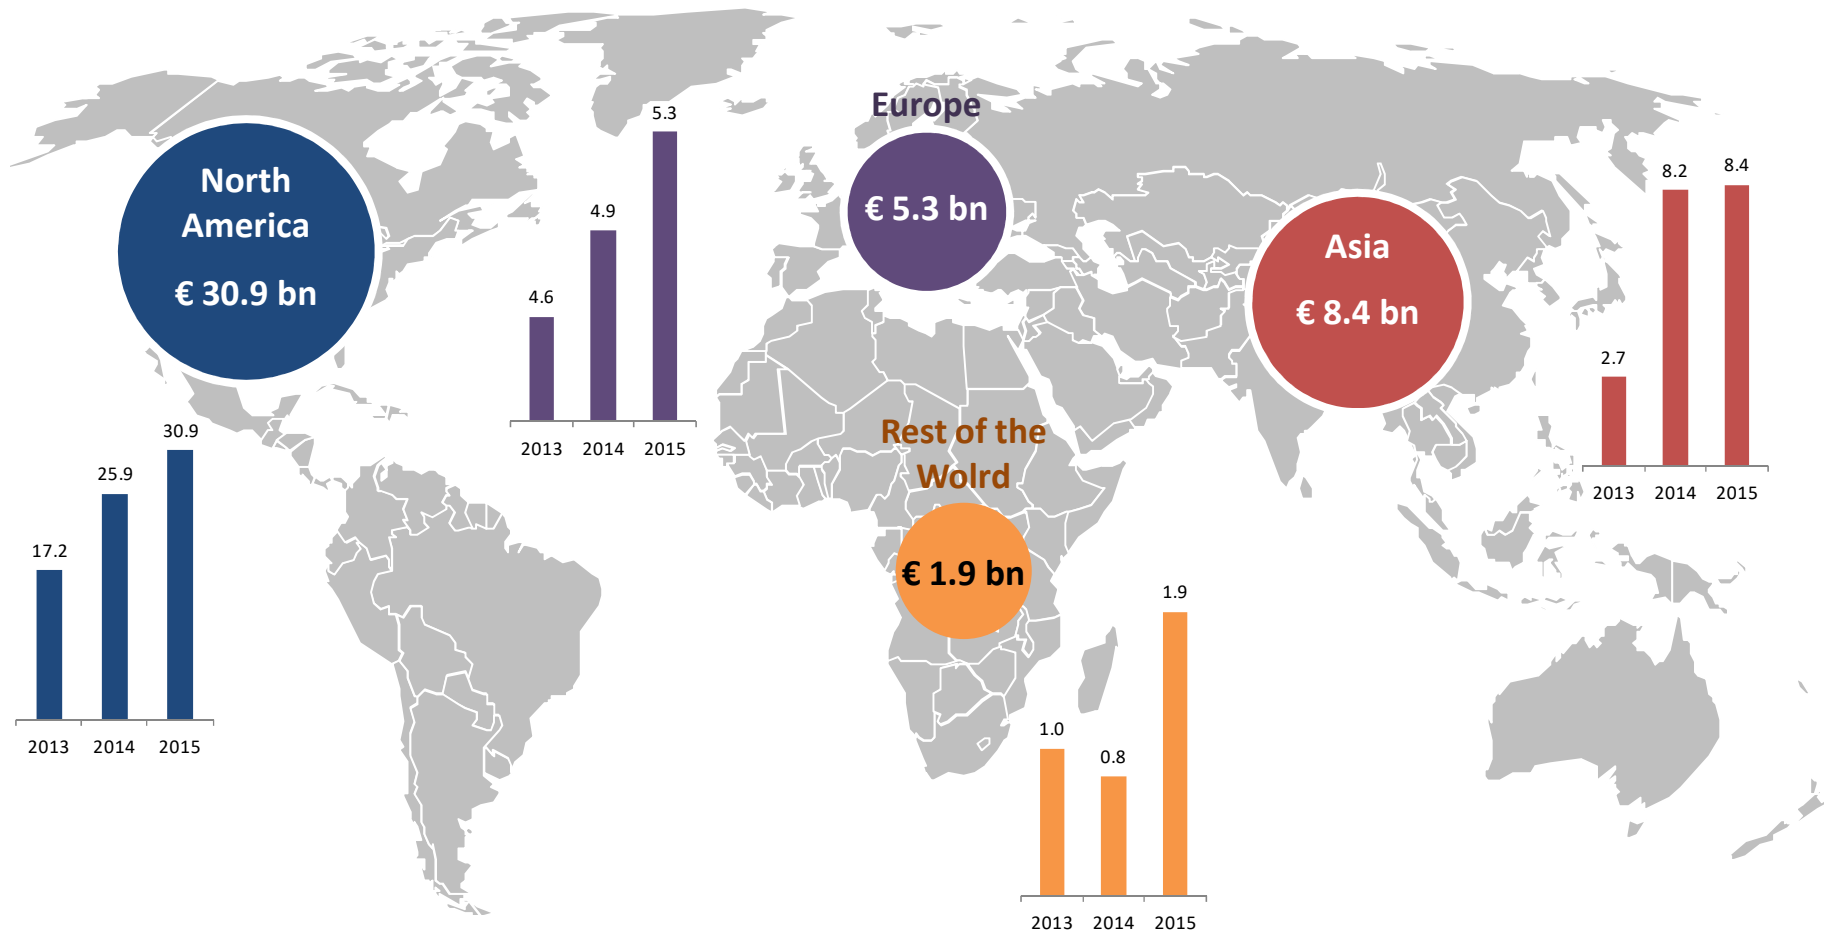 North
America
€ 30.9 bn
17.2
25.9
30.9
2013
2014
2015
4.6
4.9
5.3
2013
2014
2015
Europe
€ 5.3 bn
Rest of the
Wolrd
€ 1.9 bn
1.0
0.8
1.9
2013
2014
2015
Asia
€ 8.4 bn
2.7
8.2
8.4
2013
2014
2015